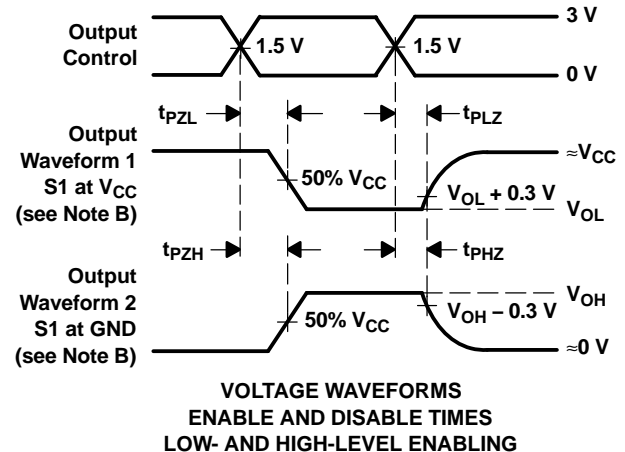 Output
Control
1.5 V
1.5 V
3 V
0 V
tPZL
tPLZ
Output
Waveform 1
S1 at VCC
(see Note B)
50% VCC
≈VCC
VOL + 0.3 V
VOL
tPZH
tPHZ
Output
Waveform 2
S1 at GND
(see Note B)
50% VCC
VOH
VOH − 0.3 V
≈0 V
VOLTAGE WAVEFORMS
ENABLE AND DISABLE TIMES
LOW- AND HIGH-LEVEL ENABLING